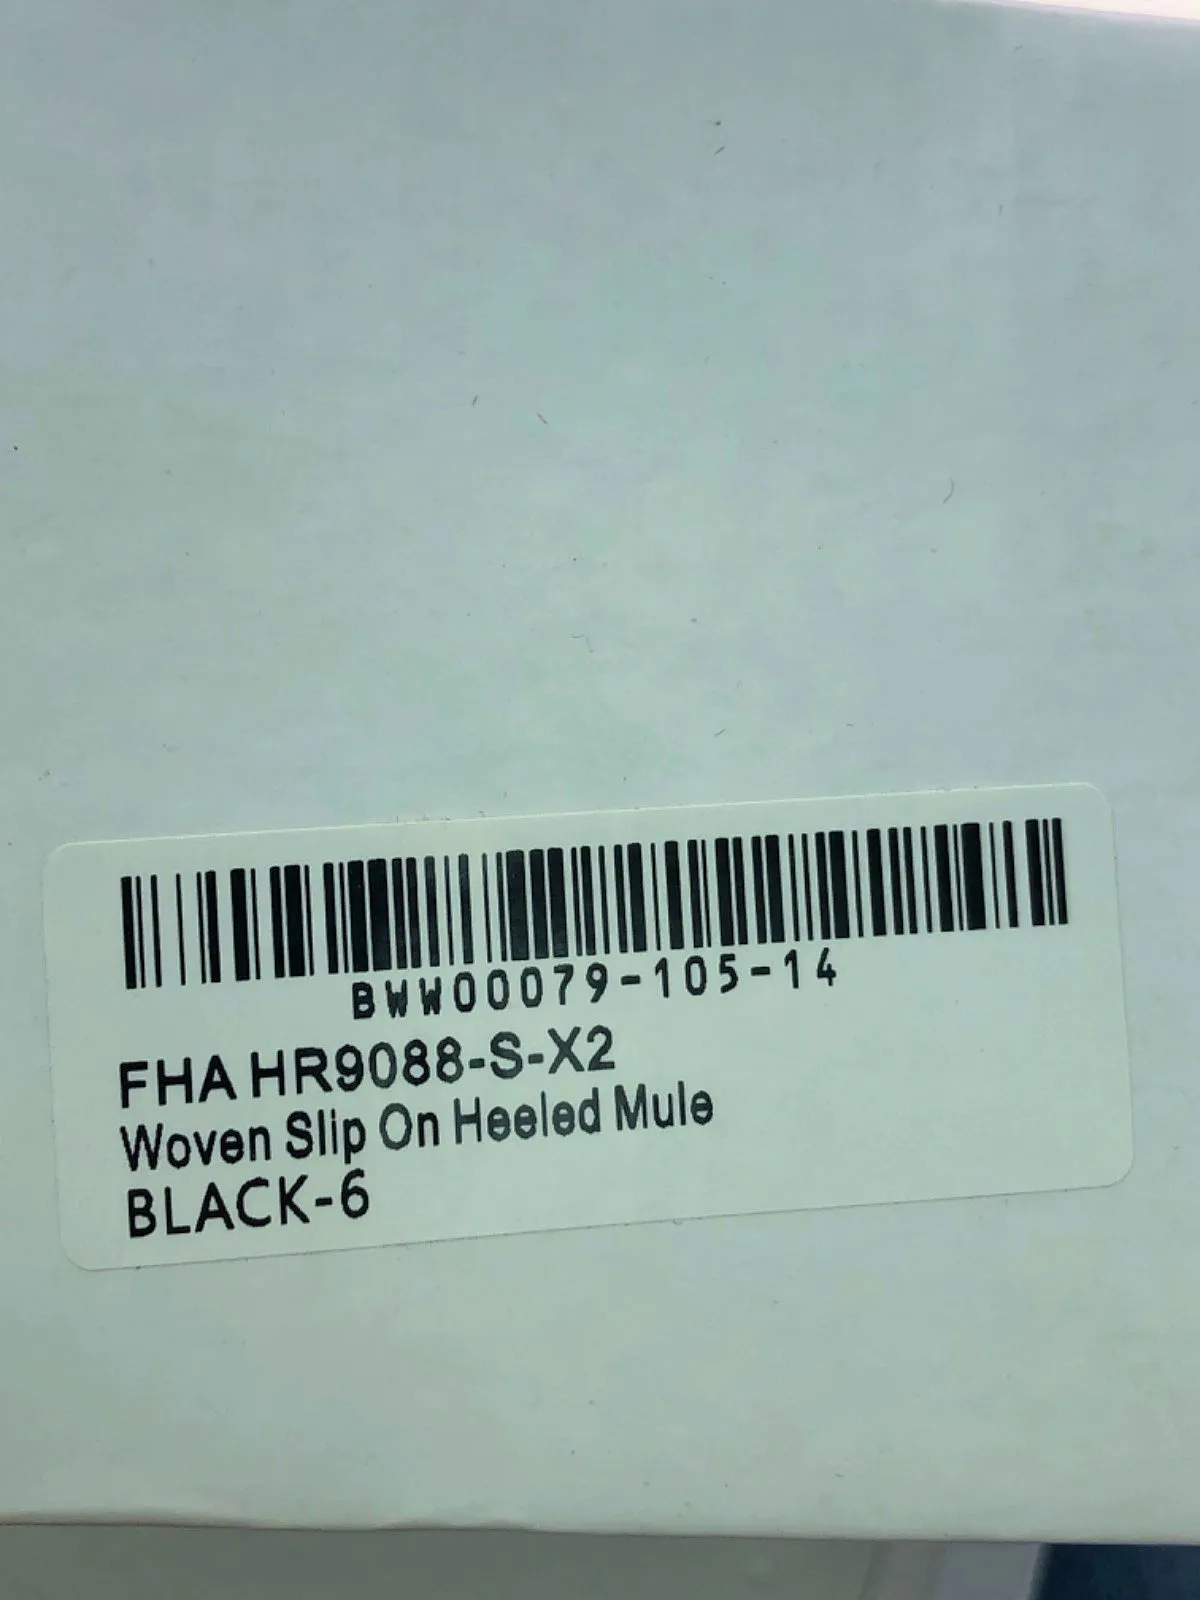 BWW00079-105-14
FHA HR9088-S-X2
Woven Slip On Heeled Mule
BLACK-6